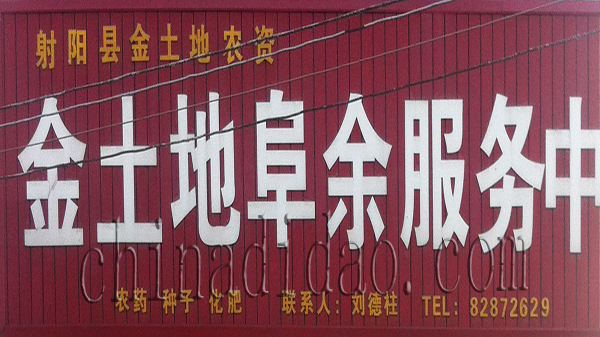 射阳县金土地农资
金土地阜余服务中
chinadidao.com
农药 种子 化肥 联系人：刘德柱 TEL：82872629